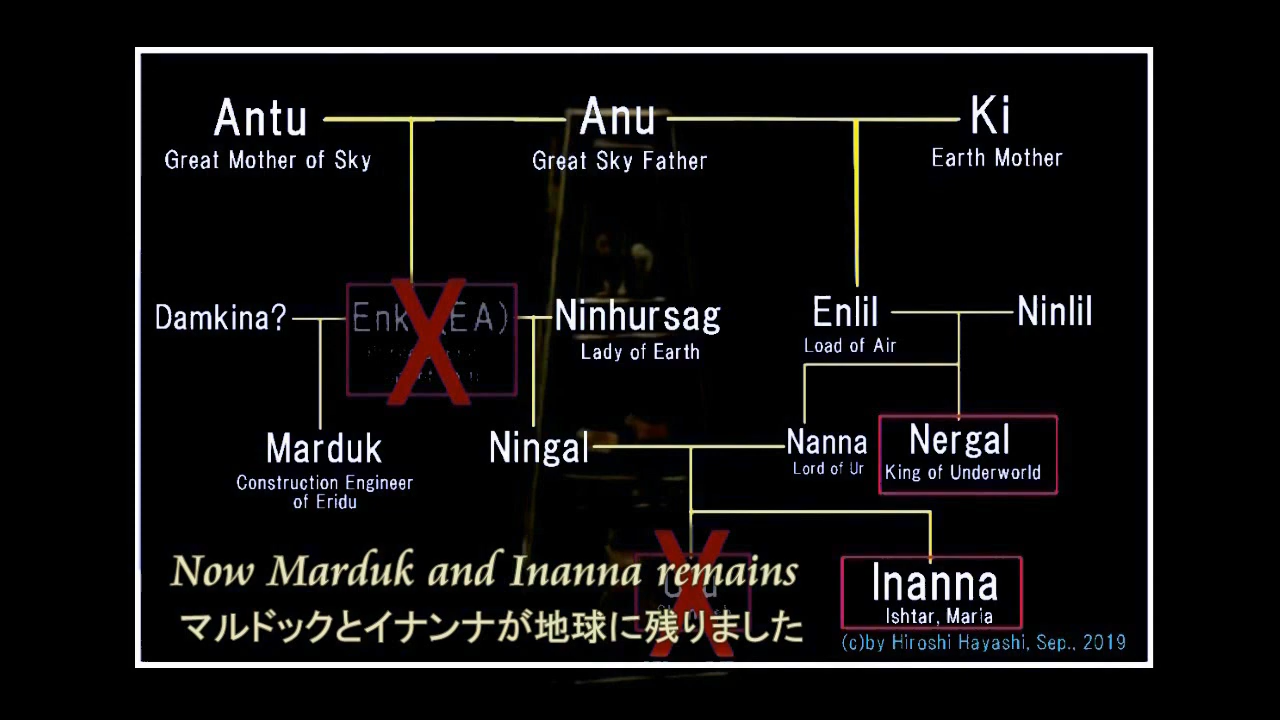 Antu
Anu
Ki
Great Mother of Sky
Great Sky Father
Earth Mother
Damkina?
(EA)
Ninhursag
Lady of Earth
Enlil
Load of Air
Ninlil
Marduk
Construction Engineer
of Eridu
Ningal
Nanna
Lord of Ur
Nergal
King of Underworld
Inanna
Ishtar, Maria
Now Marduk and Inanna remains
マルドックとイナンナが地球に残りました
(c)by Hiroshi Hayashi, Sep., 2019